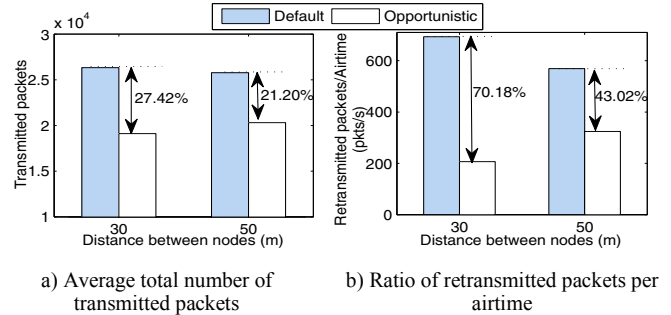 Default
Opportunistic
x 10^4
3
2.5
2
1.5
1
Transmitted packets
27.42%
21.20%
30
50
Distance between nodes (m)
600
400
200
0
Retransmitted packets/Airtime
(pkts/s)
70.18%
43.02%
30
50
Distance between nodes (m)
a) Average total number of
transmitted packets
b) Ratio of retransmitted packets per
airtime